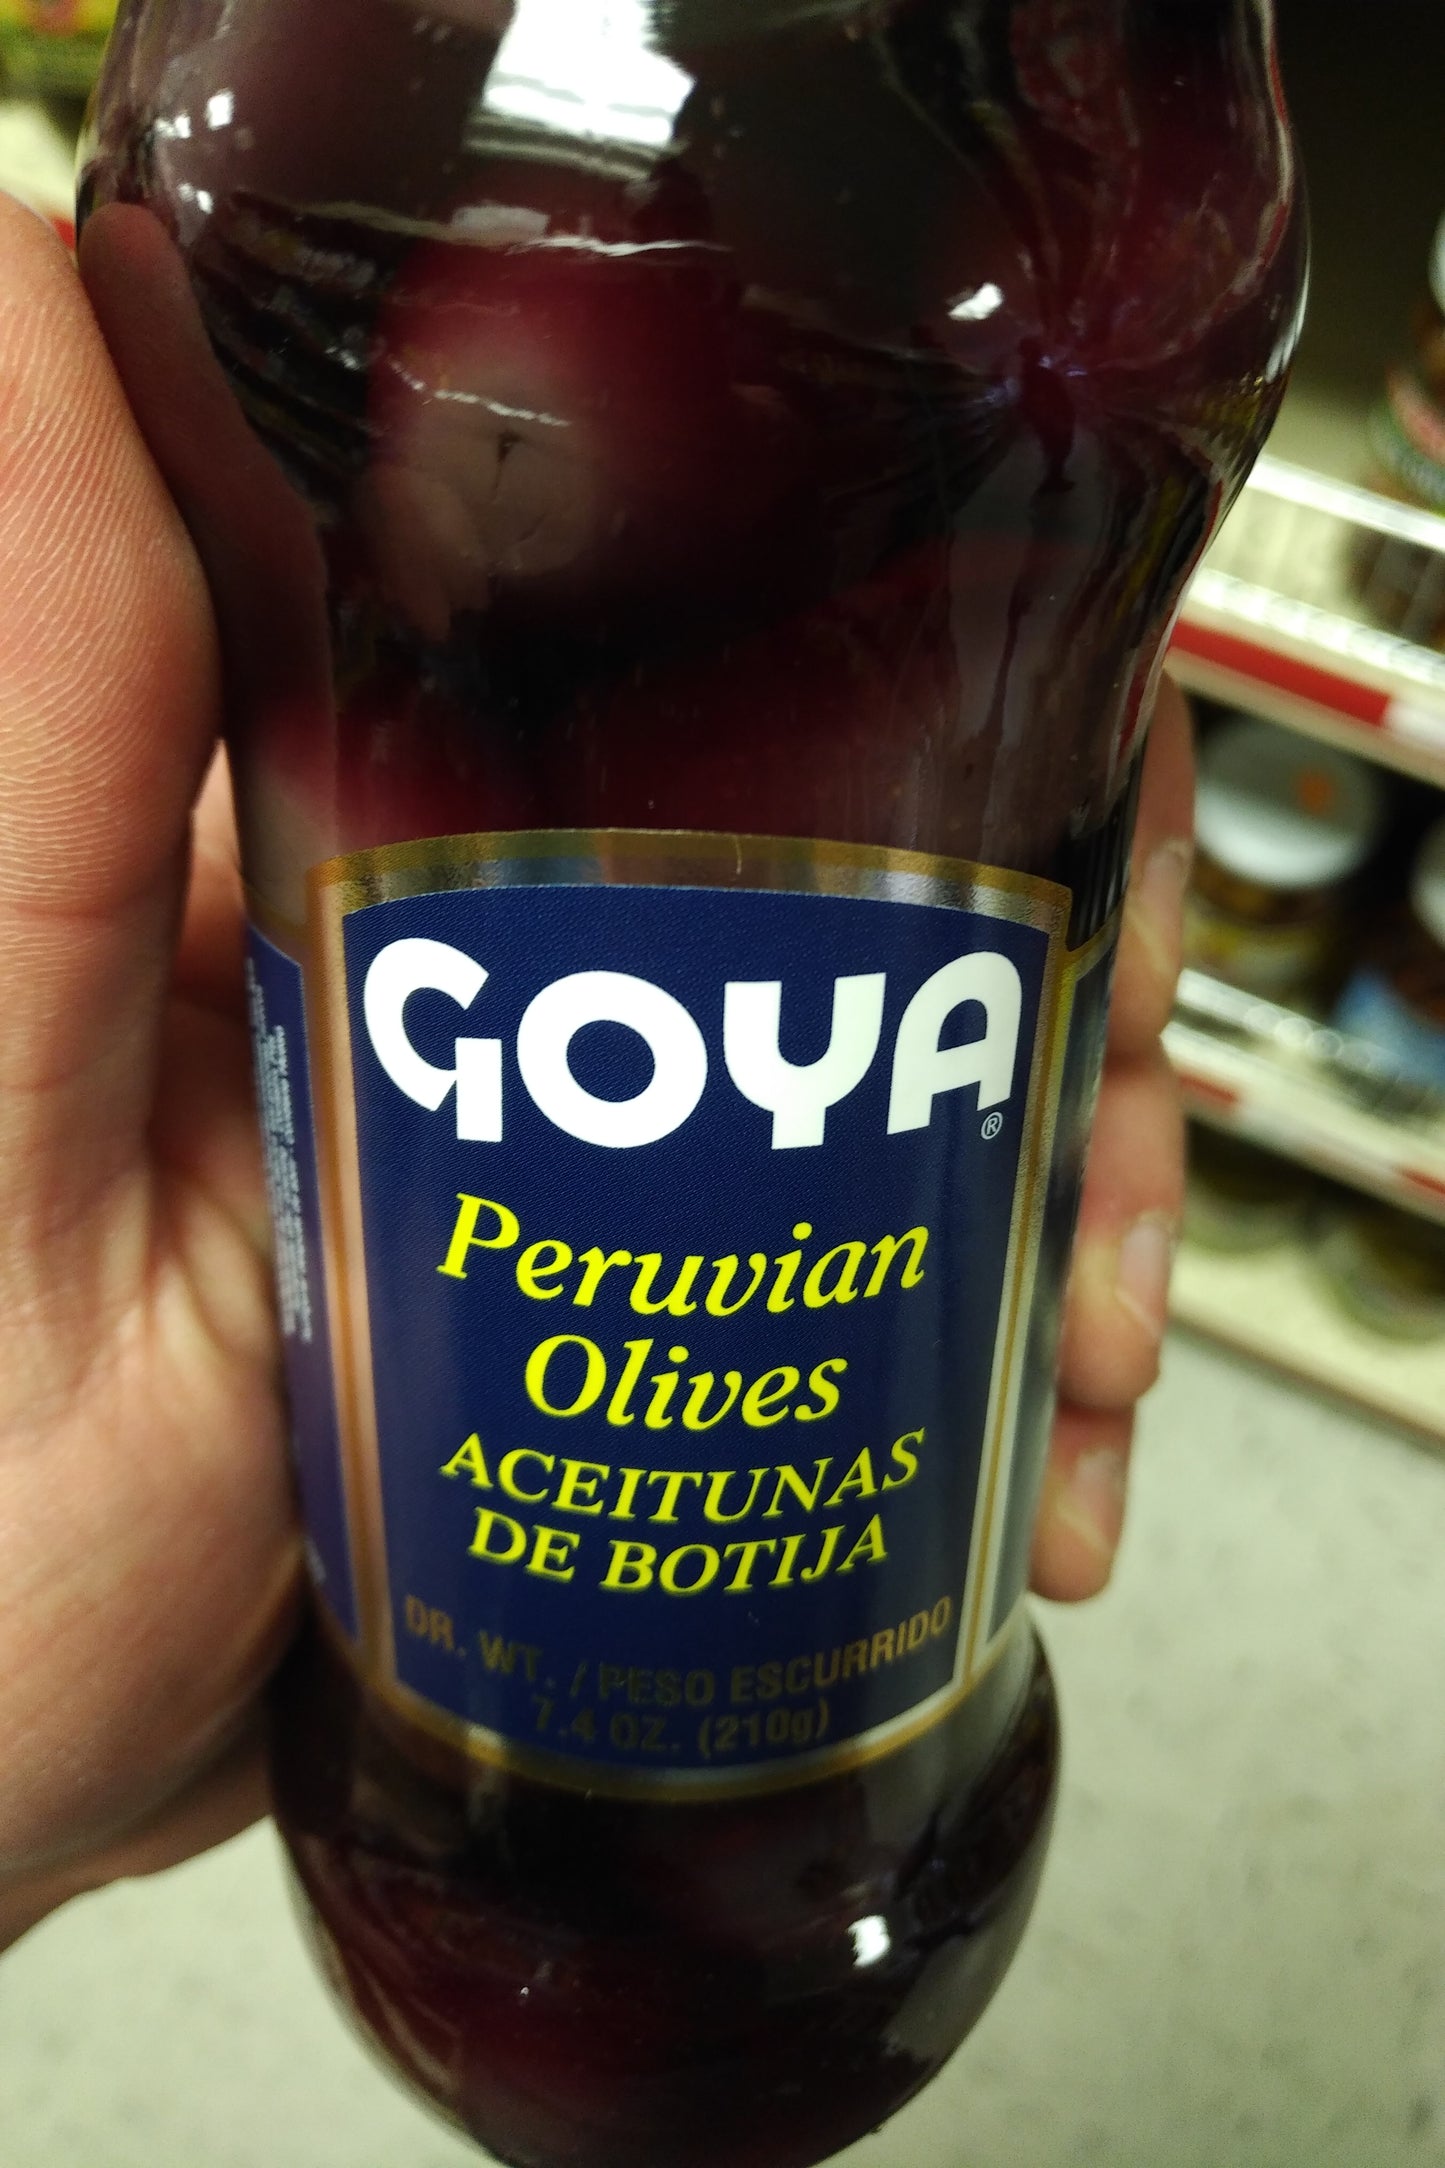 GOYA®
Peruvian
Olives
ACEITUNAS
DE BOTIJA
DR. WT. / PESO ESCURRIDO
7.4 OZ. (210g)